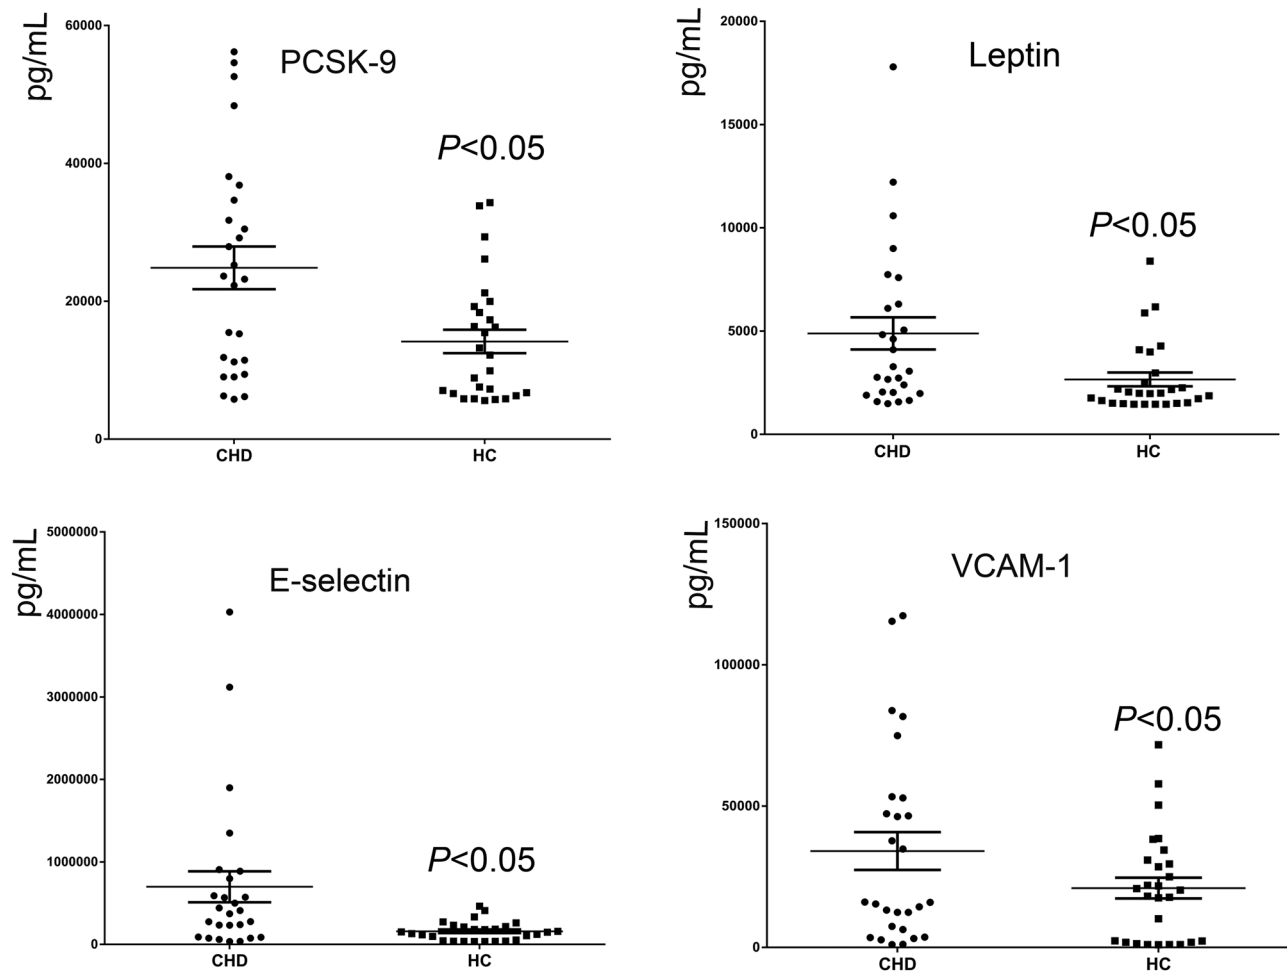 pg/mL
PCSK-9
P<0.05
60000
40000
20000
0
CHD
HC
pg/mL
Leptin
P<0.05
20000
15000
10000
5000
0
CHD
HC
pg/mL
E-selectin
P<0.05
5000000
4000000
3000000
2000000
1000000
0
CHD
HC
pg/mL
VCAM-1
P<0.05
150000
100000
50000
0
CHD
HC